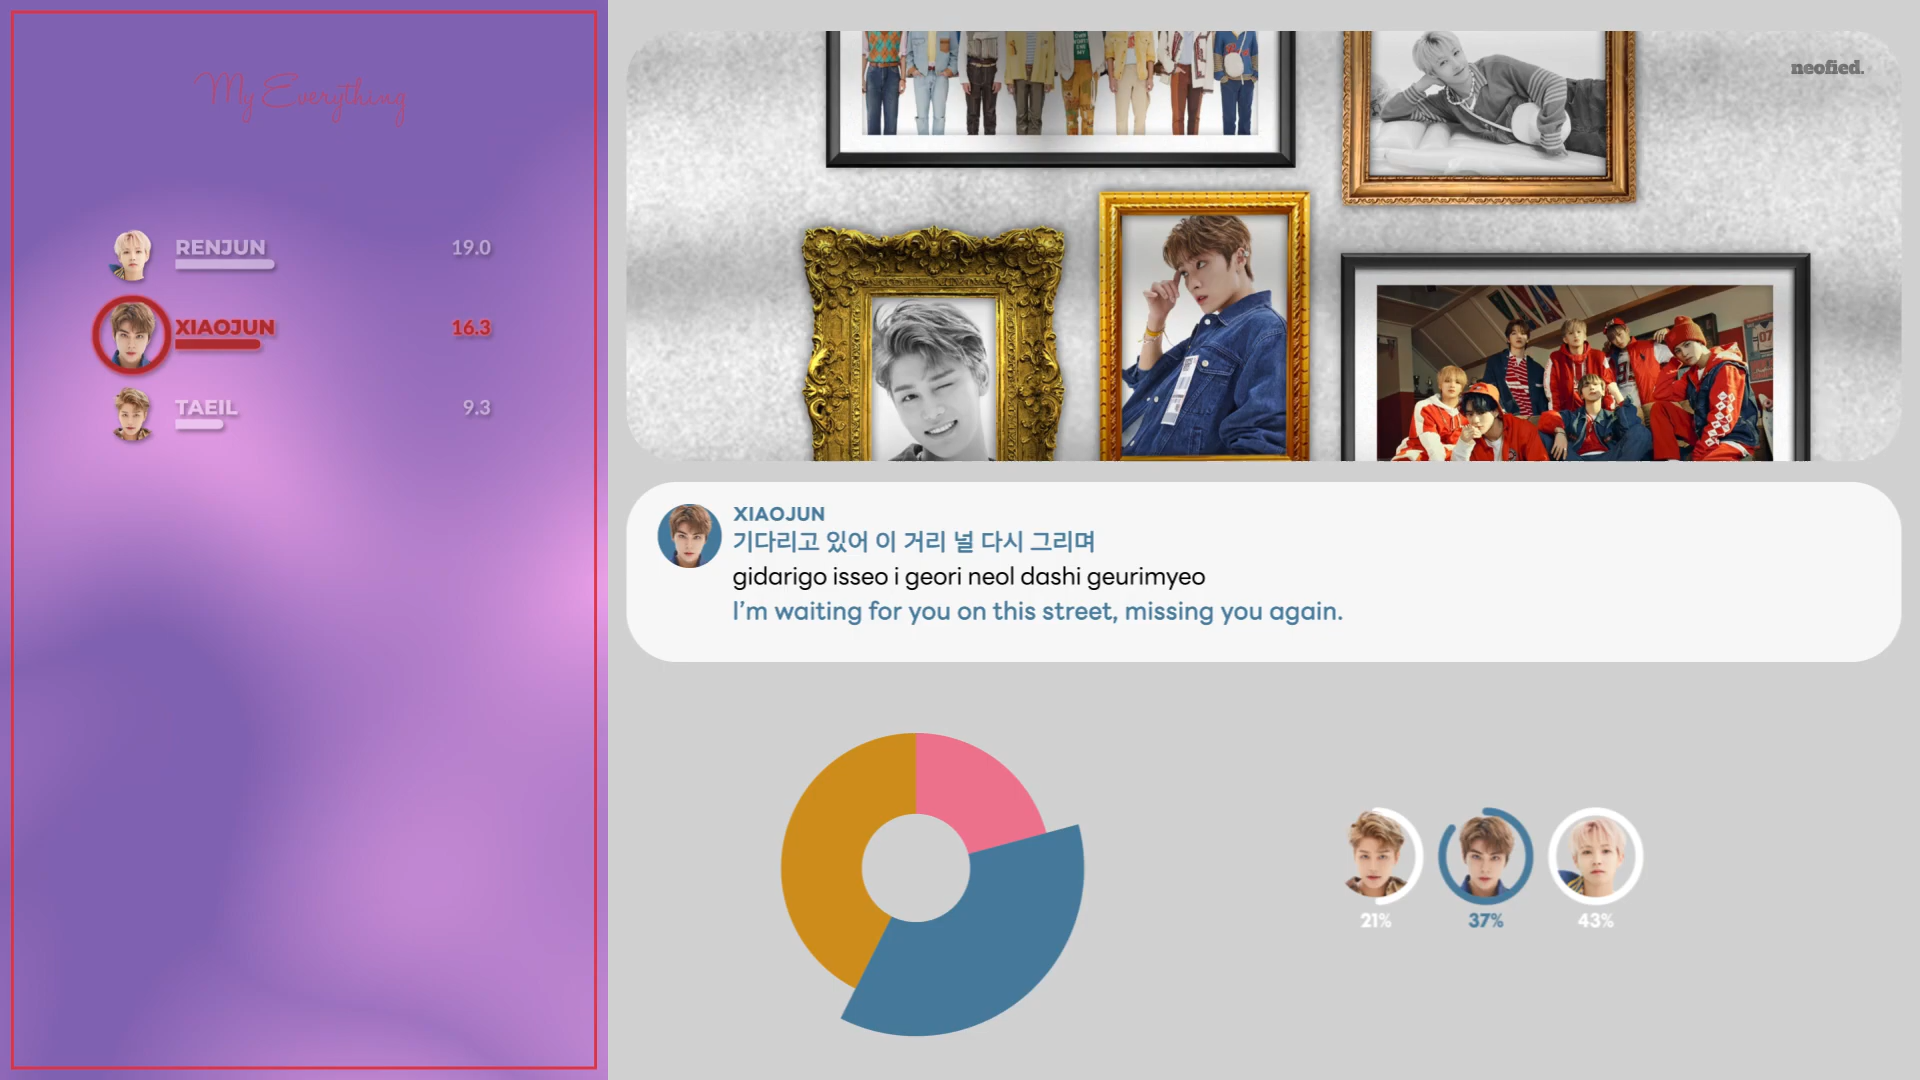 My Everything
RENJUN 19.0
XIAOJUN 16.3
TAEIL 9.3
neofied.
XIAOJUN
기다리고 있어 이 거리 널 다시 그리며
gidarigo isseo i geori neol dashi geurimyeo
I’m waiting for you on this street, missing you again.
21% 37% 43%